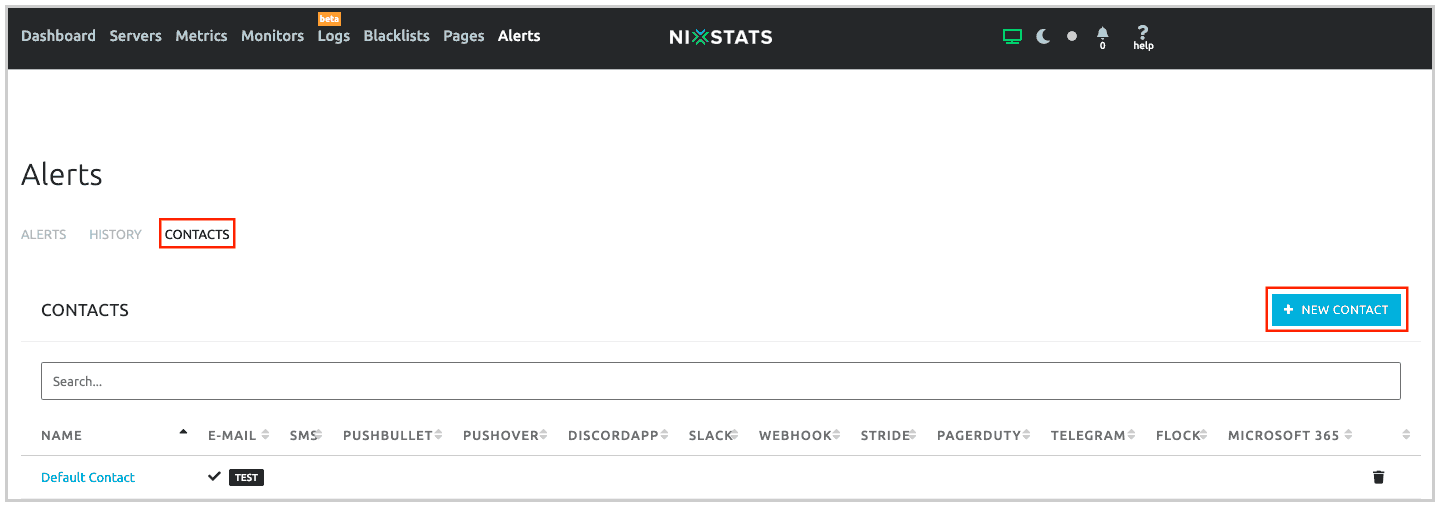 beta
Dashboard Servers Metrics Monitors Logs Blacklists Pages Alerts NIXSTATS 0 ? help
Alerts
ALERTS HISTORY CONTACTS
CONTACTS + NEW CONTACT
Search...
NAME E-MAIL SMS PUSHBULLET PUSHOVER DISCORDAPP SLACK WEBHOOK STRIDE PAGERDUTY TELEGRAM FLOCK MICROSOFT 365
Default Contact TEST